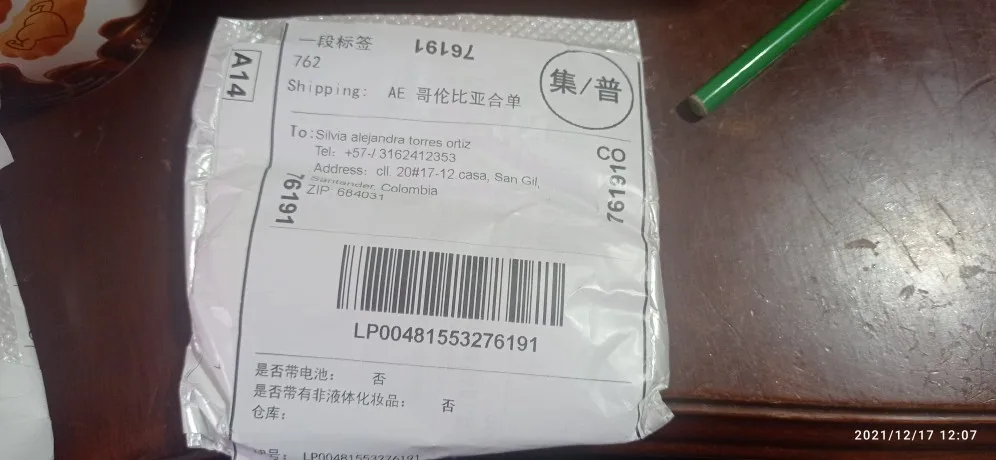 一段标签
76191
762
A14
Shipping: AE 哥伦比亚合单
集/普
To:Silvia alejandra torres ortiz
Tel: +57-/ 3162412353
Address: cll. 20#17-12 casa, San Gil,
Santander, Colombia
ZIP: 684031
76191
CO
76191
LP00481553276191
是否带电池: 否
是否带有非液体化妆品: 否
仓库:
LP00481553276191
2021/12/17 12:07